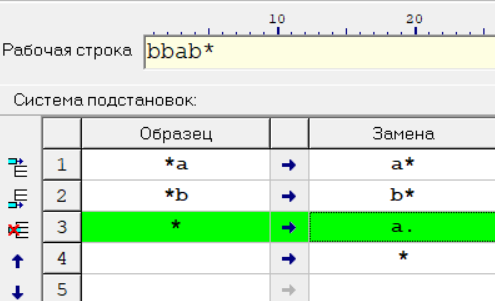 10 20
Рабочая строка bbab*
Система подстановок:
Образец Замена
1 *a → a*
2 *b → b*
3 * → a.
4 → *
5 →